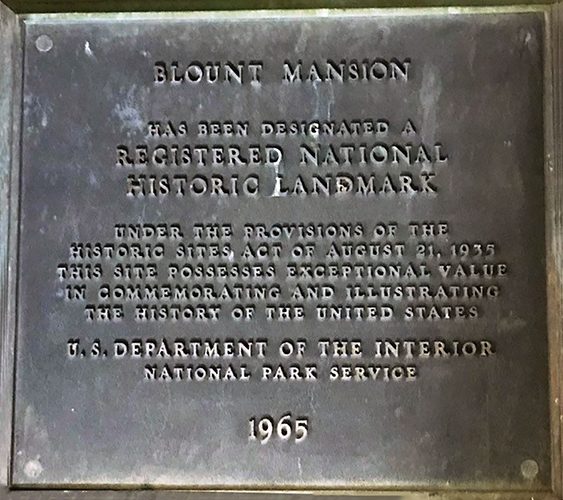 BLOUNT MANSION
HAS BEEN DESIGNATED A
REGISTERED NATIONAL
HISTORIC LANDMARK
UNDER THE PROVISIONS OF THE
HISTORIC SITES ACT OF AUGUST 21, 1935
THIS SITE POSSESSES EXCEPTIONAL VALUE
IN COMMEMORATING AND ILLUSTRATING
THE HISTORY OF THE UNITED STATES
U. S. DEPARTMENT OF THE INTERIOR
NATIONAL PARK SERVICE
1965